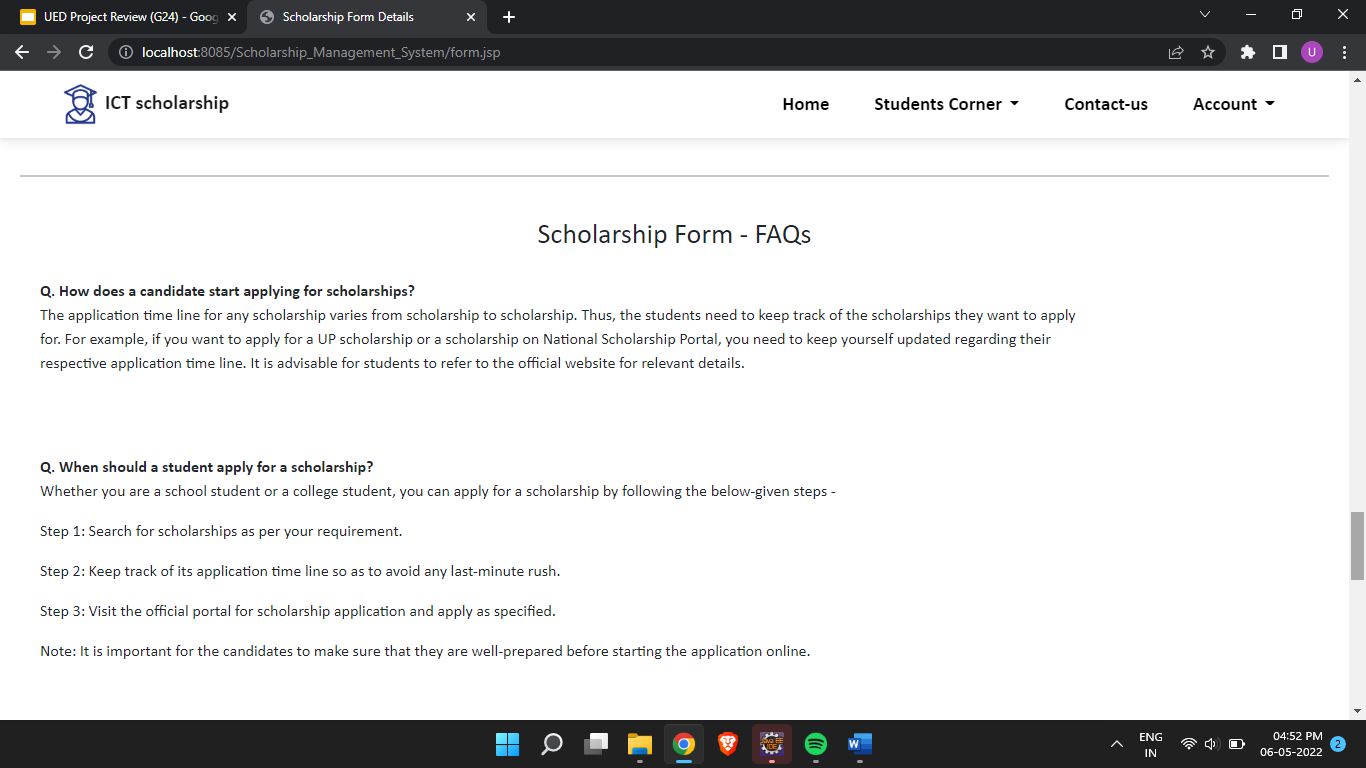 UED Project Review (G24) - Goog
Scholarship Form Details
localhost:8085/Scholarship_Management_System/form.jsp
U
ICT scholarship
Home
Students Corner
Contact-us
Account
Scholarship Form - FAQs
Q. How does a candidate start applying for scholarships?
The application time line for any scholarship varies from scholarship to scholarship. Thus, the students need to keep track of the scholarships they want to apply
for. For example, if you want to apply for a UP scholarship or a scholarship on National Scholarship Portal, you need to keep yourself updated regarding their
respective application time line. It is advisable for students to refer to the official website for relevant details.
Q. When should a student apply for a scholarship?
Whether you are a school student or a college student, you can apply for a scholarship by following the below-given steps -
Step 1: Search for scholarships as per your requirement.
Step 2: Keep track of its application time line so as to avoid any last-minute rush.
Step 3: Visit the official portal for scholarship application and apply as specified.
Note: It is important for the candidates to make sure that they are well-prepared before starting the application online.
JAVA EE
IDE
W
ENG
IN
04:52 PM
06-05-2022
2